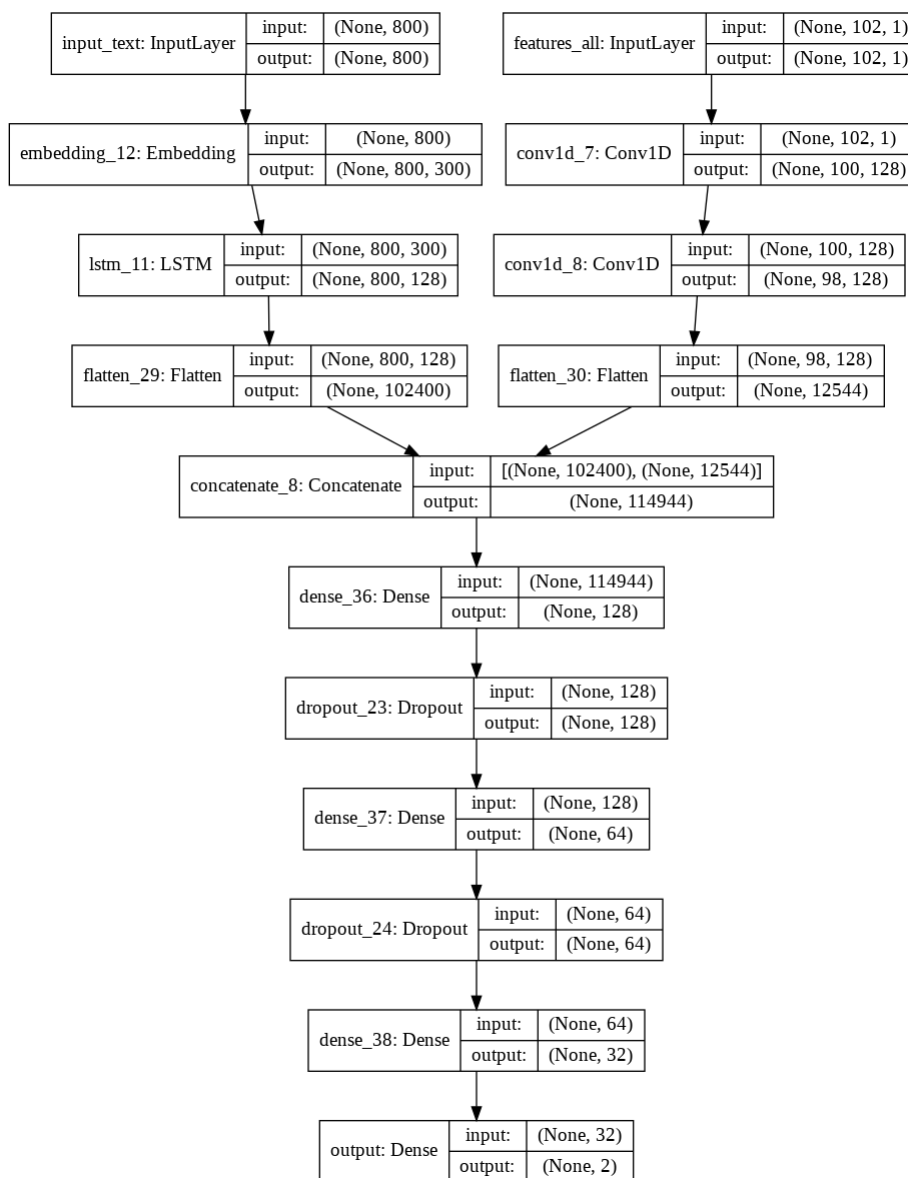 input_text: InputLayer
input: (None, 800)
output: (None, 800)
features_all: InputLayer
input: (None, 102, 1)
output: (None, 102, 1)
embedding_12: Embedding
input: (None, 800)
output: (None, 800, 300)
conv1d_7: Conv1D
input: (None, 102, 1)
output: (None, 100, 128)
lstm_11: LSTM
input: (None, 800, 300)
output: (None, 800, 128)
conv1d_8: Conv1D
input: (None, 100, 128)
output: (None, 98, 128)
flatten_29: Flatten
input: (None, 800, 128)
output: (None, 102400)
flatten_30: Flatten
input: (None, 98, 128)
output: (None, 12544)
concatenate_8: Concatenate
input: [(None, 102400), (None, 12544)]
output: (None, 114944)
dense_36: Dense
input: (None, 114944)
output: (None, 128)
dropout_23: Dropout
input: (None, 128)
output: (None, 128)
dense_37: Dense
input: (None, 128)
output: (None, 64)
dropout_24: Dropout
input: (None, 64)
output: (None, 64)
dense_38: Dense
input: (None, 64)
output: (None, 32)
output: Dense
input: (None, 32)
output: (None, 2)